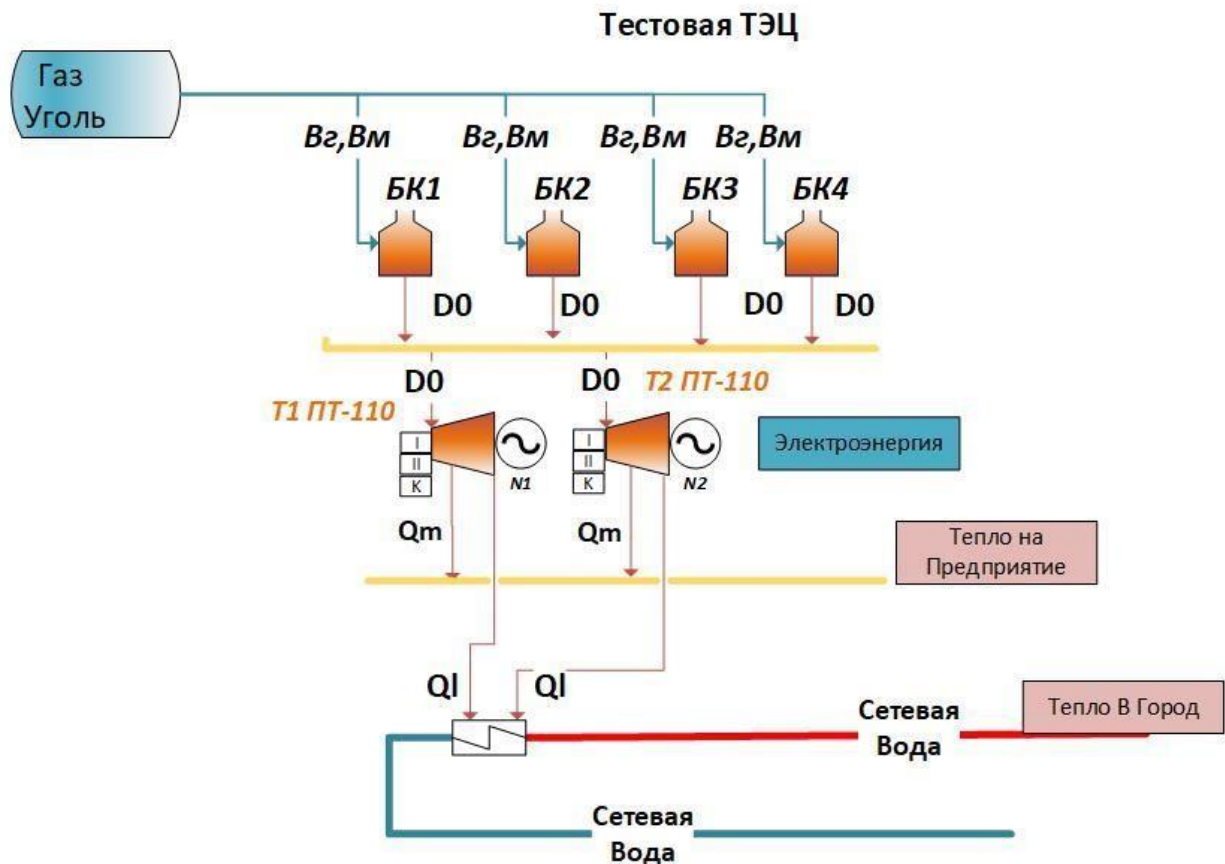 Тестовая ТЭЦ
Газ
Уголь
Вг,Вм
Вг,Вм
Вг,Вм
Вг,Вм
БК1
БК2
БК3
БК4
D0
D0
D0
D0
D0
D0
Т2 ПТ-110
Т1 ПТ-110
I
II
К
N1
I
II
К
N2
Электроэнергия
Qm
Qm
Тепло на
Предприятие
Ql
Ql
Сетевая
Вода
Тепло В Город
Сетевая
Вода